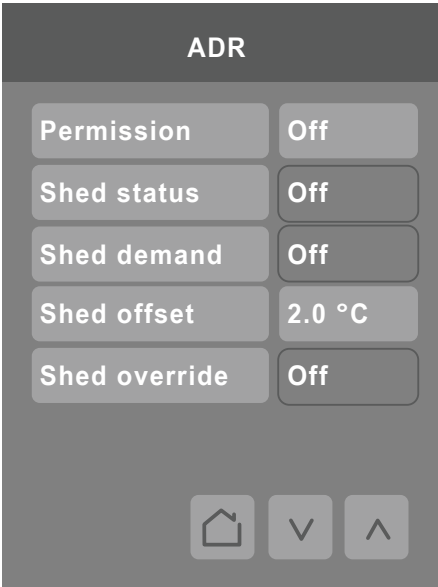 ADR
Permission Off
Shed status Off
Shed demand Off
Shed offset 2.0 °C
Shed override Off